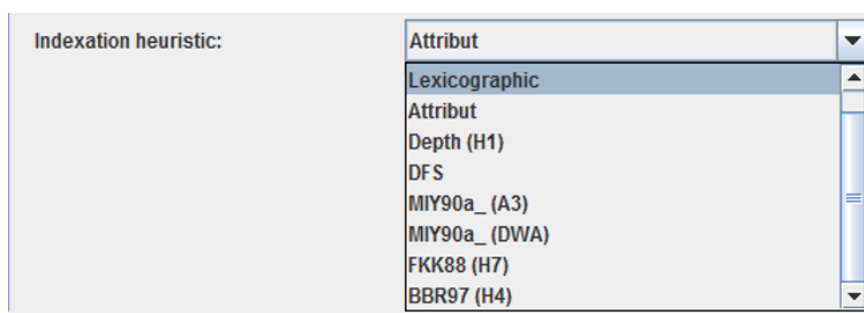 Indexation heuristic: Attribut
Lexicographic
Attribut
Depth (H1)
DFS
MIY90a_ (A3)
MIY90a_ (DWA)
FKK88 (H7)
BBR97 (H4)